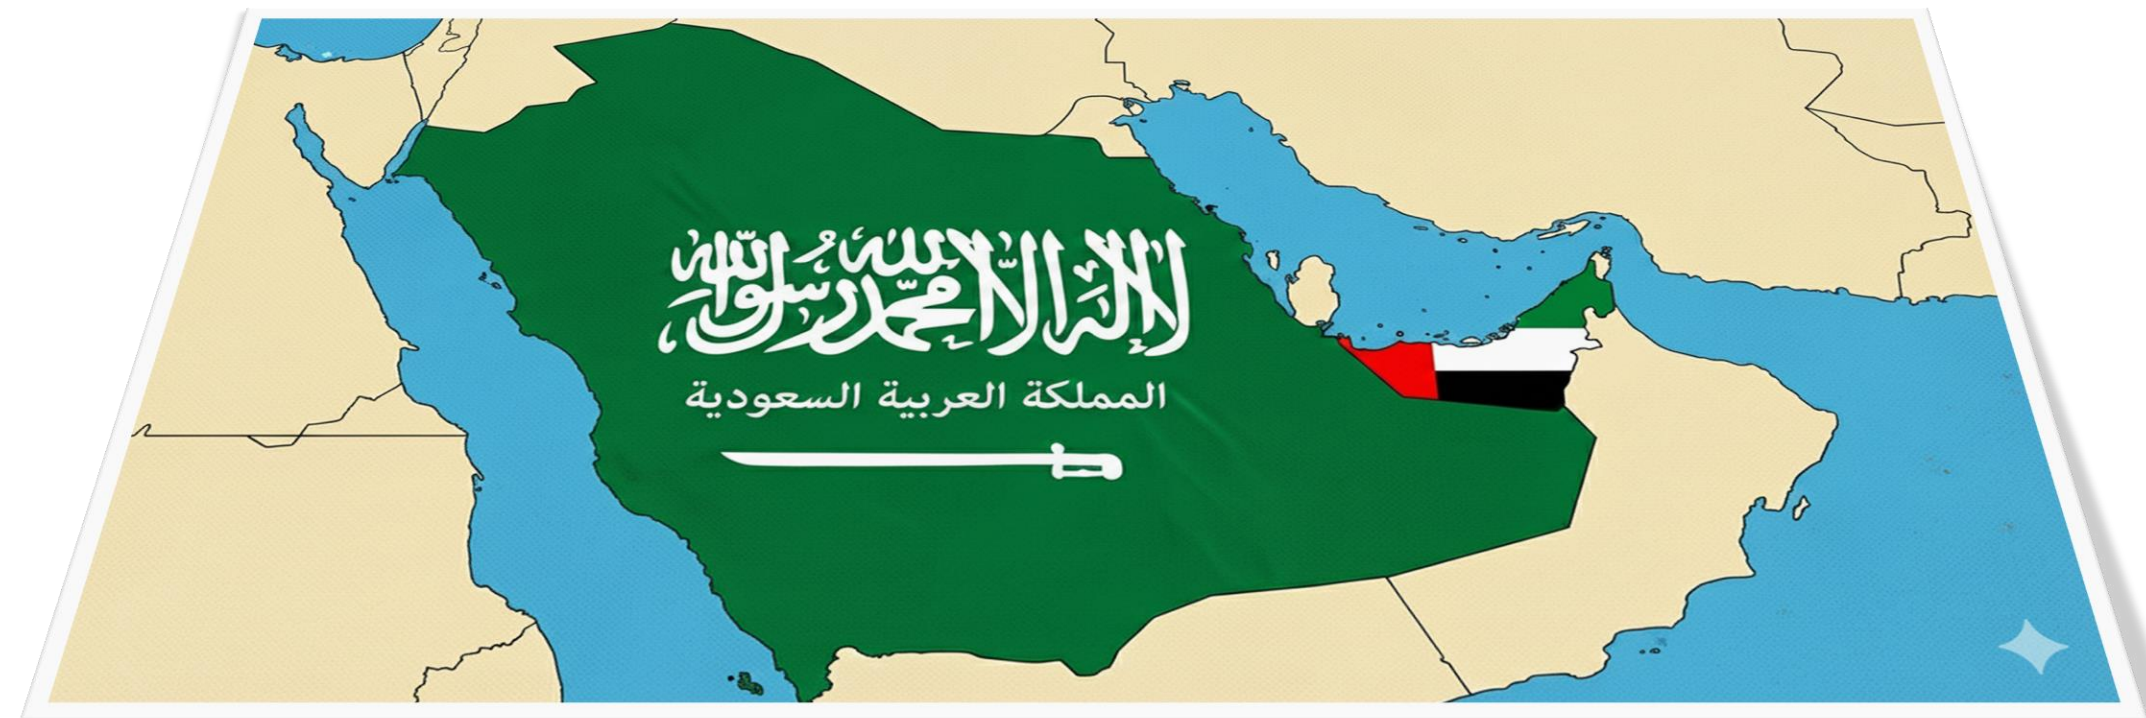 لا إله إلا الله محمد رسول الله
المملكة العربية السعودية